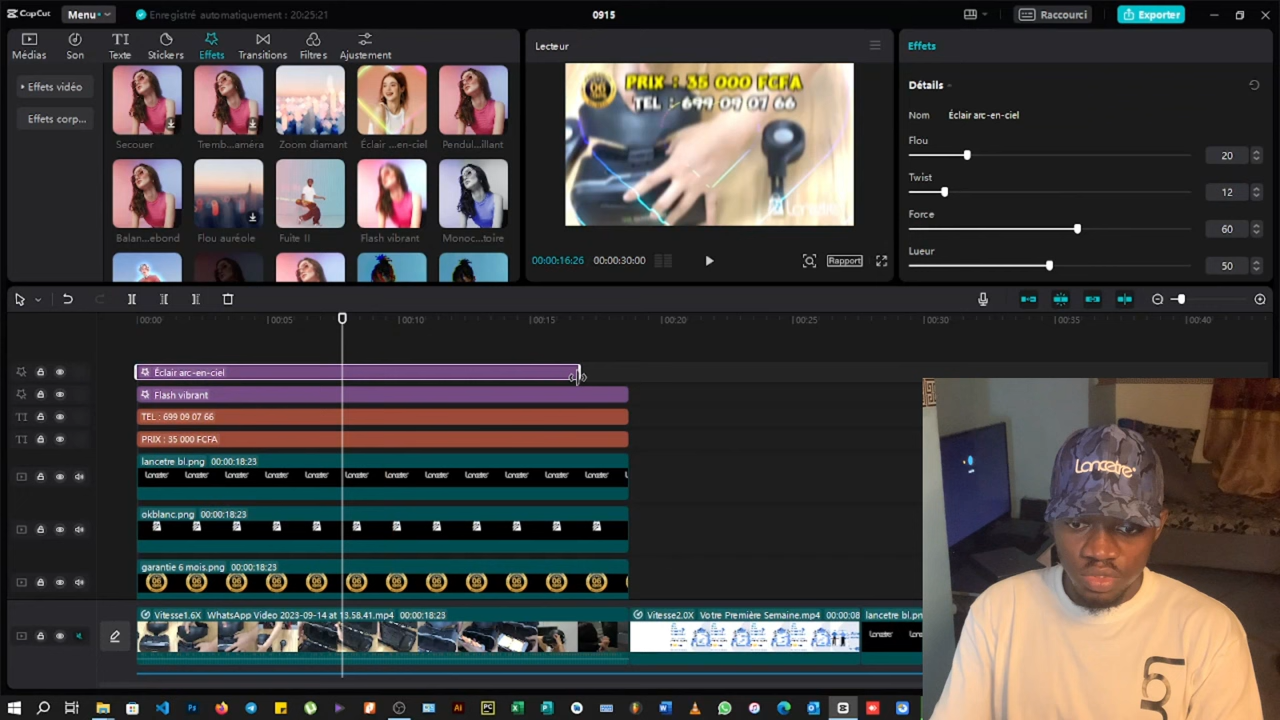 CapCut
Menu
Enregistré automatiquement : 20:25:21
0915
Raccourci
Exporter
Médias
Son
Texte
Stickers
Effets
Transitions
Filtres
Ajustement
Effets vidéo
Effets corp...
Secouer
Tremb...améra
Zoom diamant
Éclair ...en-ciel
Pendul...illant
Balan...ebond
Flou auréole
Fuite II
Flash vibrant
Monoc...toire
Lecteur
PRIX : 35 000 FCFA
TEL : 699 09 07 66
Lancetre
00:00:16:26
00:00:30:00
Rapport
Effets
Détails
Nom
Éclair arc-en-ciel
Flou
20
Twist
12
Force
60
Lueur
50
00:00
00:05
00:10
00:15
00:20
00:25
00:30
00:35
00:40
Éclair arc-en-ciel
Flash vibrant
TEL : 699 09 07 66
PRIX : 35 000 FCFA
lancetre bl.png 00:00:18:23
okblanc.png 00:00:18:23
garantie 6 mois.png 00:00:18:23
Vitesse1.6X WhatsApp Video 2023-09-14 at 13.58.41.mp4 00:00:18:23
Vitesse2.0X Votre Première Semaine.mp4 00:00:08
lancetre bl.png
Lancetre